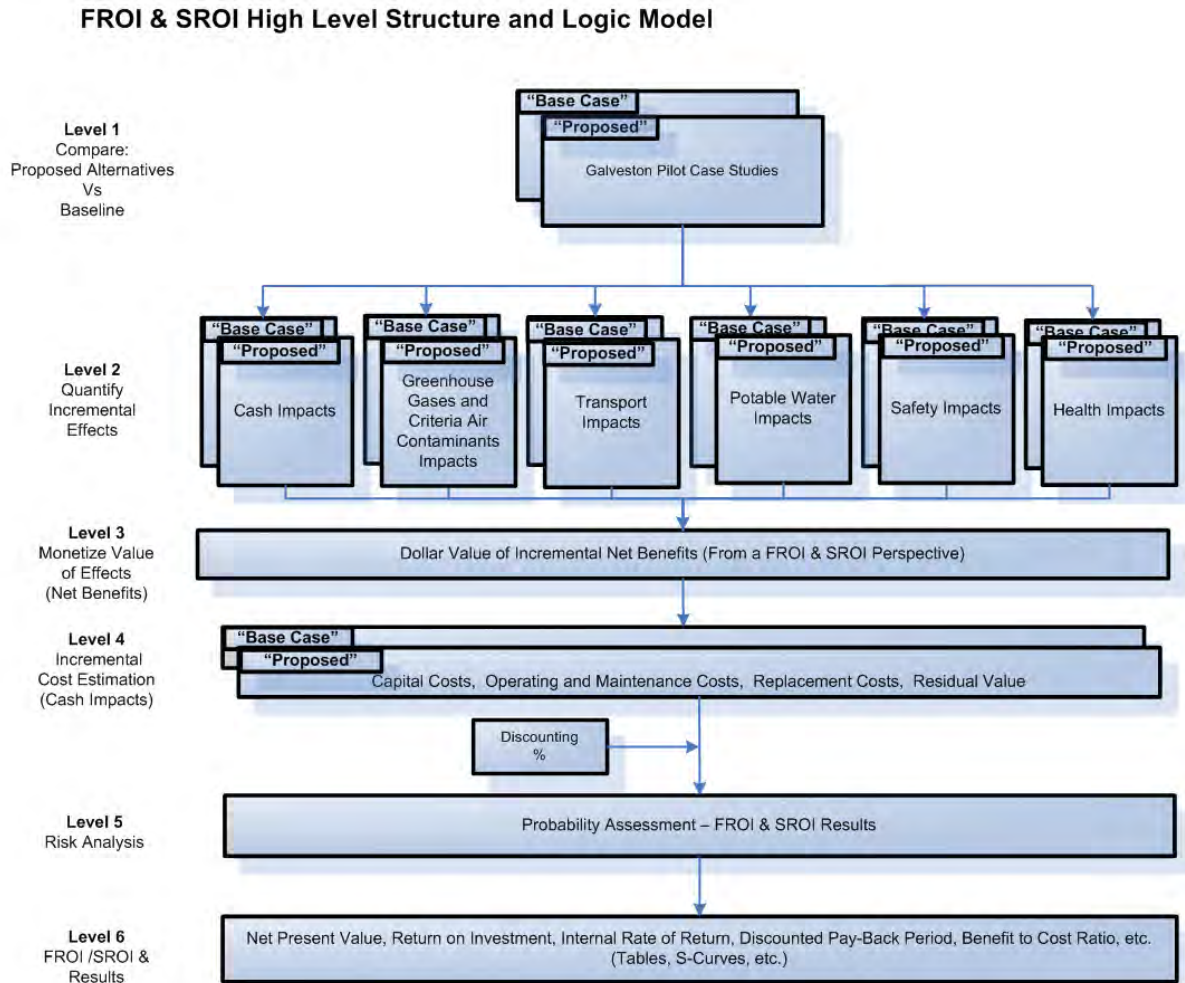 FROI & SROI High Level Structure and Logic Model
Level 1
Compare:
Proposed Alternatives
Vs
Baseline
“Base Case”
“Proposed”
Galveston Pilot Case Studies
Level 2
Quantify
Incremental
Effects
“Base Case”
“Proposed”
Cash Impacts
“Base Case”
“Proposed”
Greenhouse
Gases and
Criteria Air
Contaminants
Impacts
“Base Case”
“Proposed”
Transport
Impacts
“Base Case”
“Proposed”
Potable Water
Impacts
“Base Case”
“Proposed”
Safety Impacts
“Base Case”
“Proposed”
Health Impacts
Level 3
Monetize Value
of Effects
(Net Benefits)
Dollar Value of Incremental Net Benefits (From a FROI & SROI Perspective)
Level 4
Incremental
Cost Estimation
(Cash Impacts)
“Base Case”
“Proposed”
Capital Costs, Operating and Maintenance Costs, Replacement Costs, Residual Value
Discounting
%
Level 5
Risk Analysis
Probability Assessment – FROI & SROI Results
Level 6
FROI /SROI &
Results
Net Present Value, Return on Investment, Internal Rate of Return, Discounted Pay-Back Period, Benefit to Cost Ratio, etc.
(Tables, S-Curves, etc.)